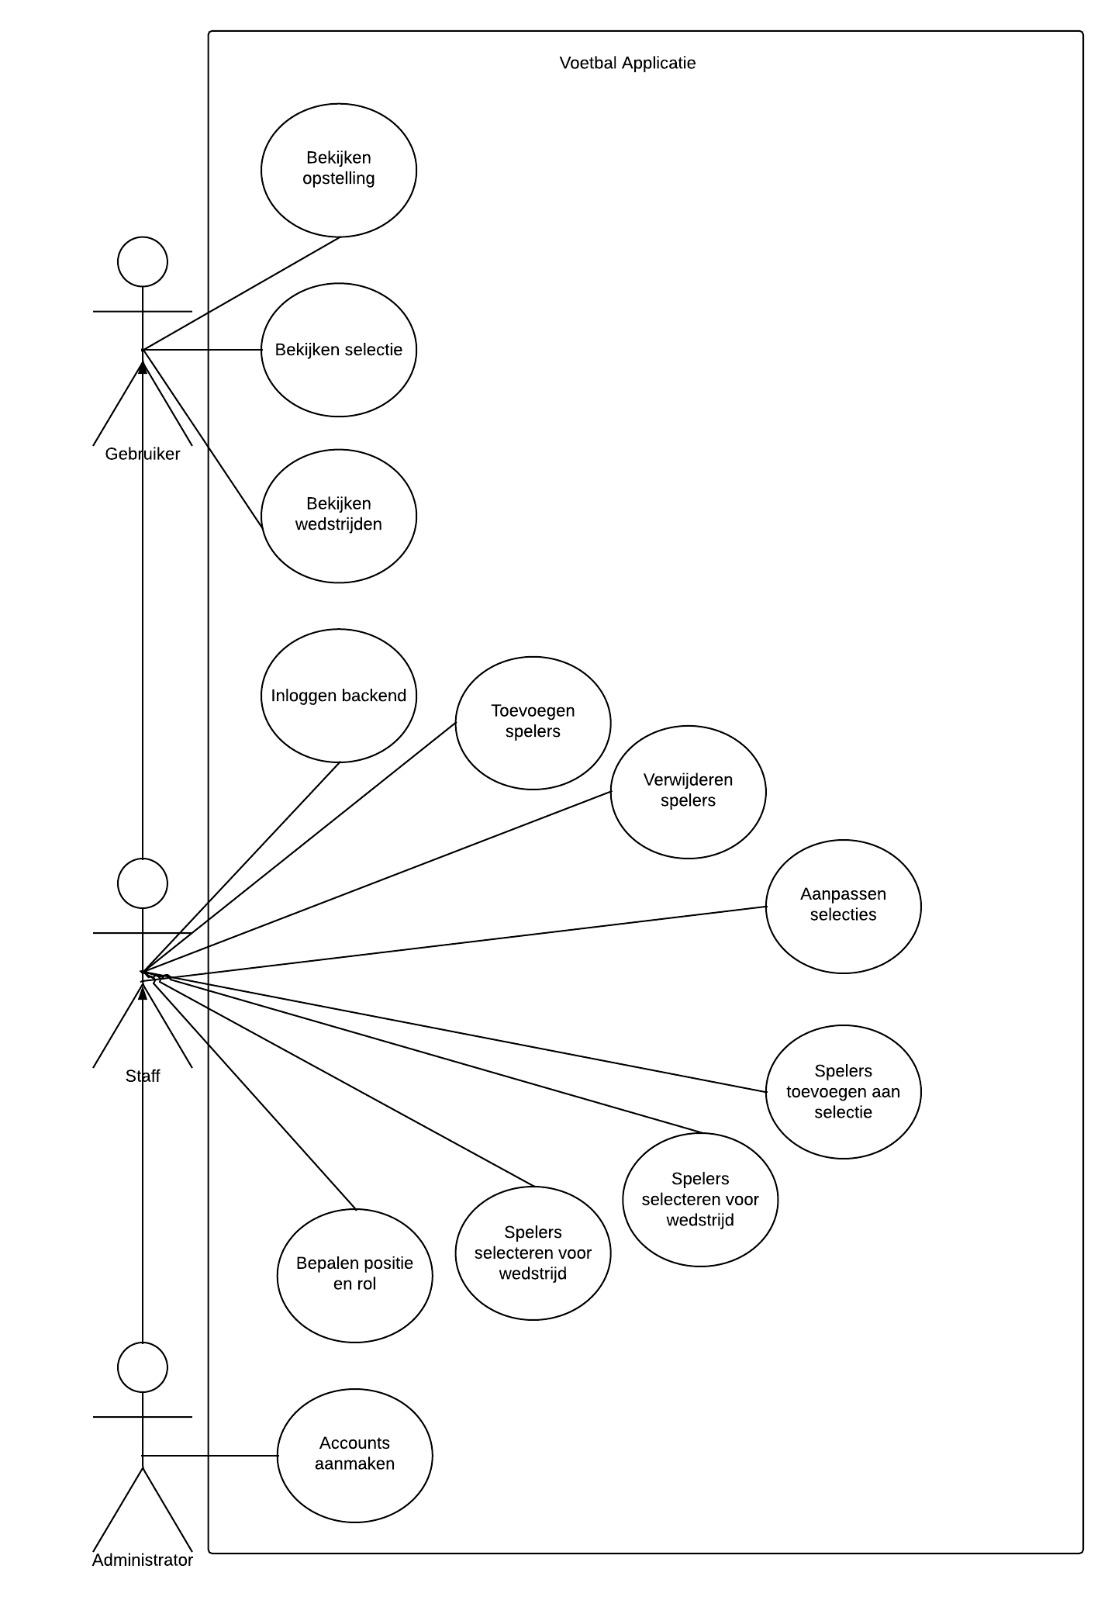 Voetbal Applicatie
Bekijken
opstelling
Bekijken selectie
Gebruiker
Bekijken
wedstrijden
Inloggen backend
Toevoegen
spelers
Verwijderen
spelers
Aanpassen
selecties
Staff
Spelers
toevoegen aan
selectie
Spelers
selecteren voor
wedstrijd
Spelers
selecteren voor
wedstrijd
Bepalen positie
en rol
Accounts
aanmaken
Administrator